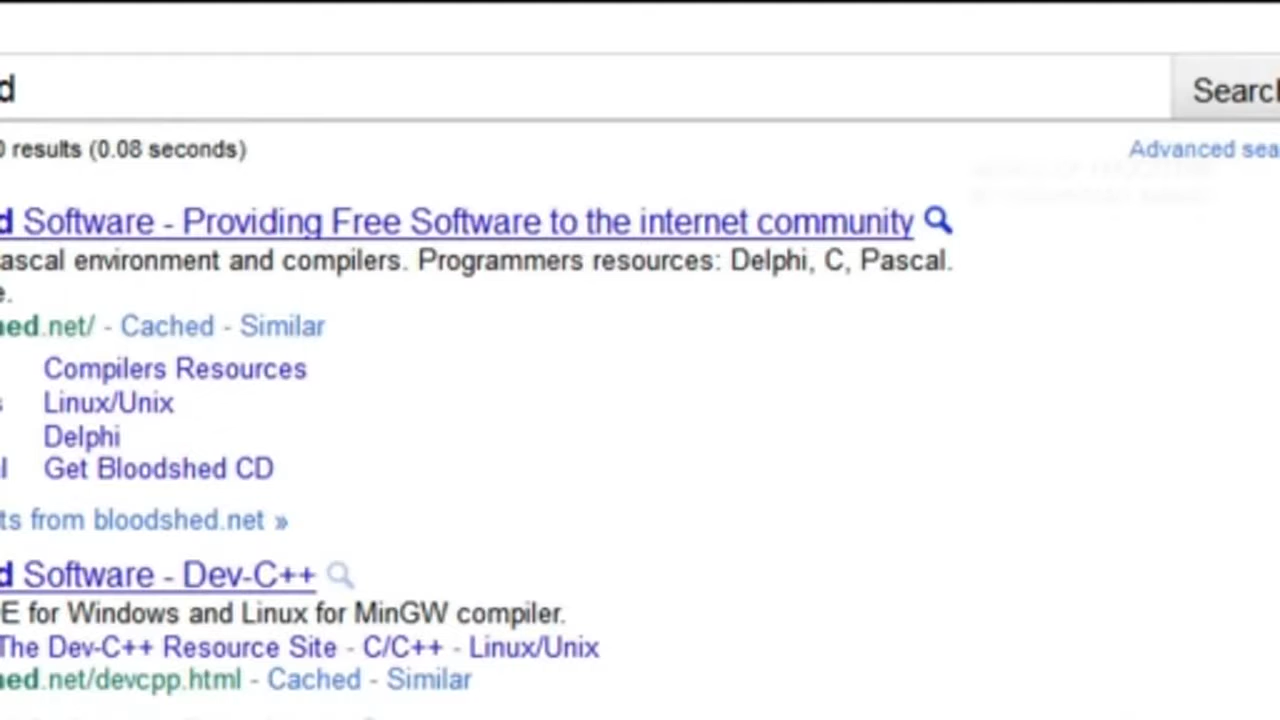 d
Search
0 results (0.08 seconds)
Advanced sea
d Software - Providing Free Software to the internet community
ascal environment and compilers. Programmers resources: Delphi, C, Pascal.
e.
hed.net/ - Cached - Similar
Compilers Resources
s Linux/Unix
Delphi
al Get Bloodshed CD
ts from bloodshed.net »
d Software - Dev-C++
E for Windows and Linux for MinGW compiler.
The Dev-C++ Resource Site - C/C++ - Linux/Unix
hed.net/devcpp.html - Cached - Similar